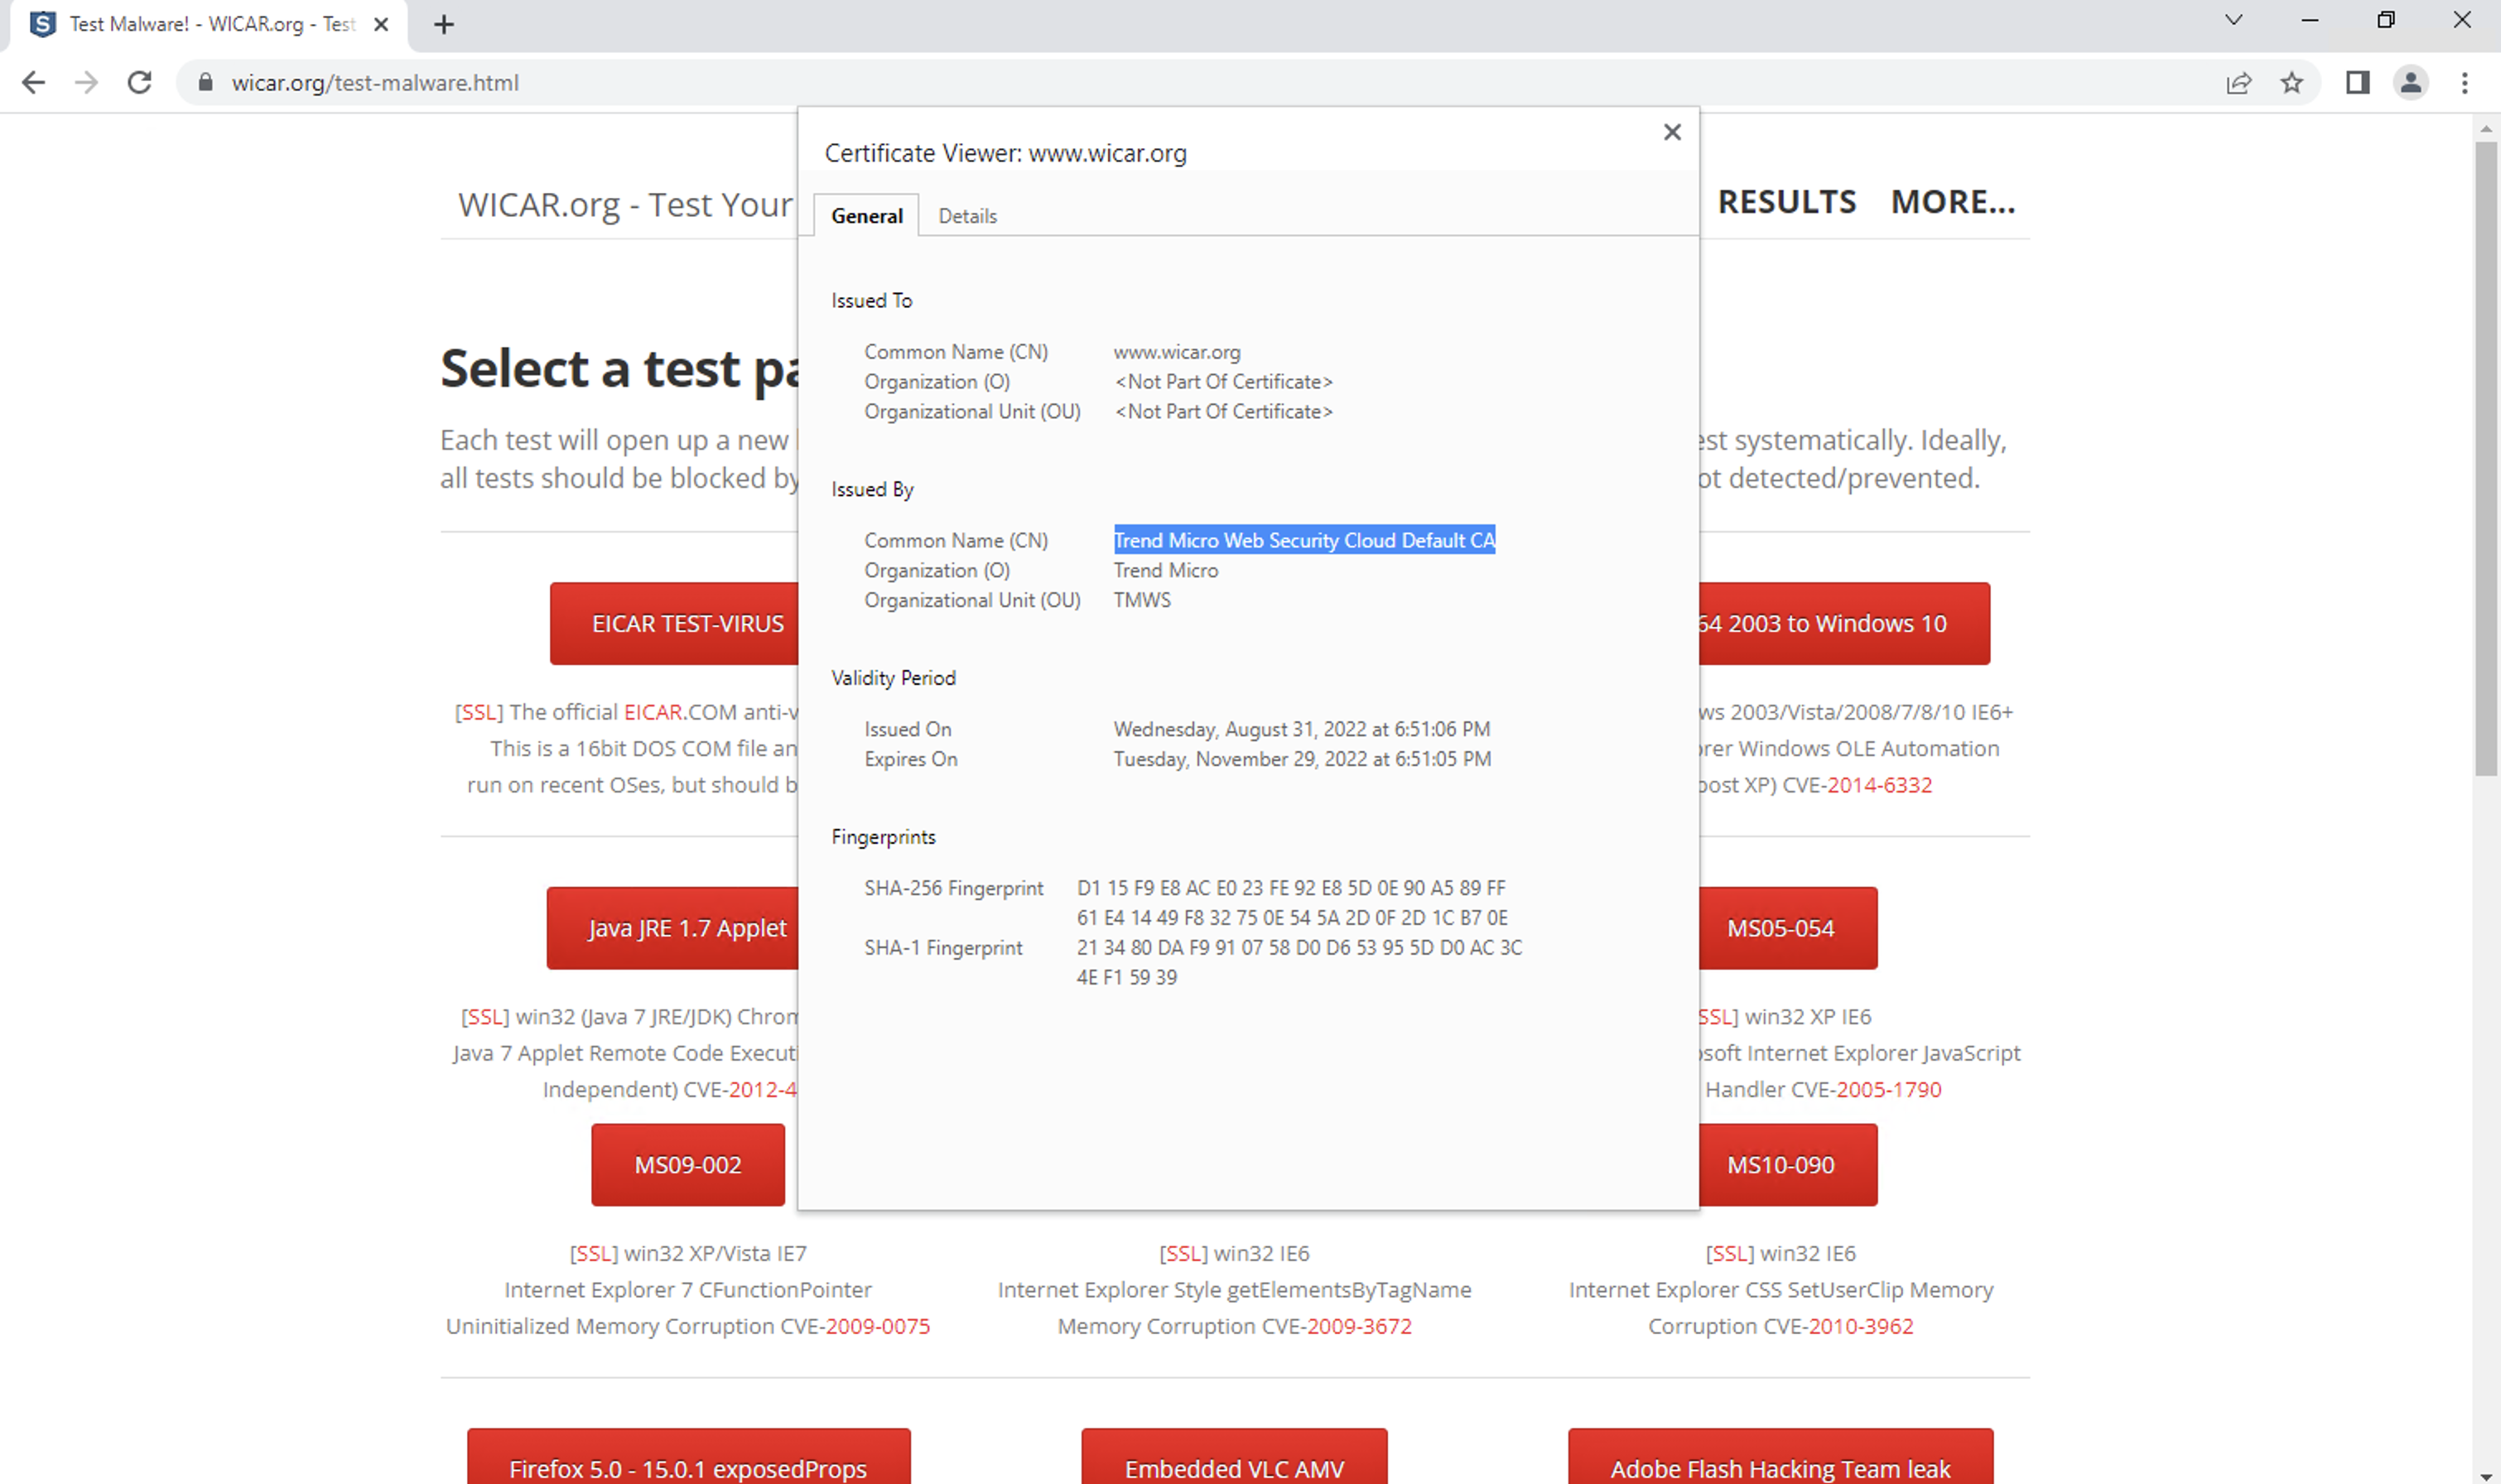 Test Malware! - WICAR.org - Test
wicar.org/test-malware.html
Certificate Viewer: www.wicar.org
WICAR.org - Test Your
RESULTS MORE...
General Details
Issued To
Common Name (CN) www.wicar.org
Organization (O) <Not Part Of Certificate>
Organizational Unit (OU) <Not Part Of Certificate>
Select a test pa
Each test will open up a new
est systematically. Ideally,
all tests should be blocked by
ot detected/prevented.
Issued By
Common Name (CN) Trend Micro Web Security Cloud Default CA
Organization (O) Trend Micro
Organizational Unit (OU) TMWS
EICAR TEST-VIRUS
64 2003 to Windows 10
Validity Period
Issued On Wednesday, August 31, 2022 at 6:51:06 PM
Expires On Tuesday, November 29, 2022 at 6:51:05 PM
[SSL] The official EICAR.COM anti-v
This is a 16bit DOS COM file an
run on recent OSes, but should b
ws 2003/Vista/2008/7/8/10 IE6+
rer Windows OLE Automation
post XP) CVE-2014-6332
Fingerprints
SHA-256 Fingerprint D1 15 F9 E8 AC E0 23 FE 92 E8 5D 0E 90 A5 89 FF
61 E4 14 49 F8 32 75 0E 54 5A 2D 0F 2D 1C B7 0E
SHA-1 Fingerprint 21 34 80 DA F9 91 07 58 D0 D6 53 95 5D D0 AC 3C
4E F1 59 39
Java JRE 1.7 Applet
MS05-054
[SSL] win32 (Java 7 JRE/JDK) Chrom
Java 7 Applet Remote Code Executi
Independent) CVE-2012-4
SSL] win32 XP IE6
osoft Internet Explorer JavaScript
Handler CVE-2005-1790
MS09-002
MS10-090
[SSL] win32 XP/Vista IE7
Internet Explorer 7 CFunctionPointer
Uninitialized Memory Corruption CVE-2009-0075
[SSL] win32 IE6
Internet Explorer Style getElementsByTagName
Memory Corruption CVE-2009-3672
[SSL] win32 IE6
Internet Explorer CSS SetUserClip Memory
Corruption CVE-2010-3962
Firefox 5.0 - 15.0.1 exposedProps
Embedded VLC AMV
Adobe Flash Hacking Team leak